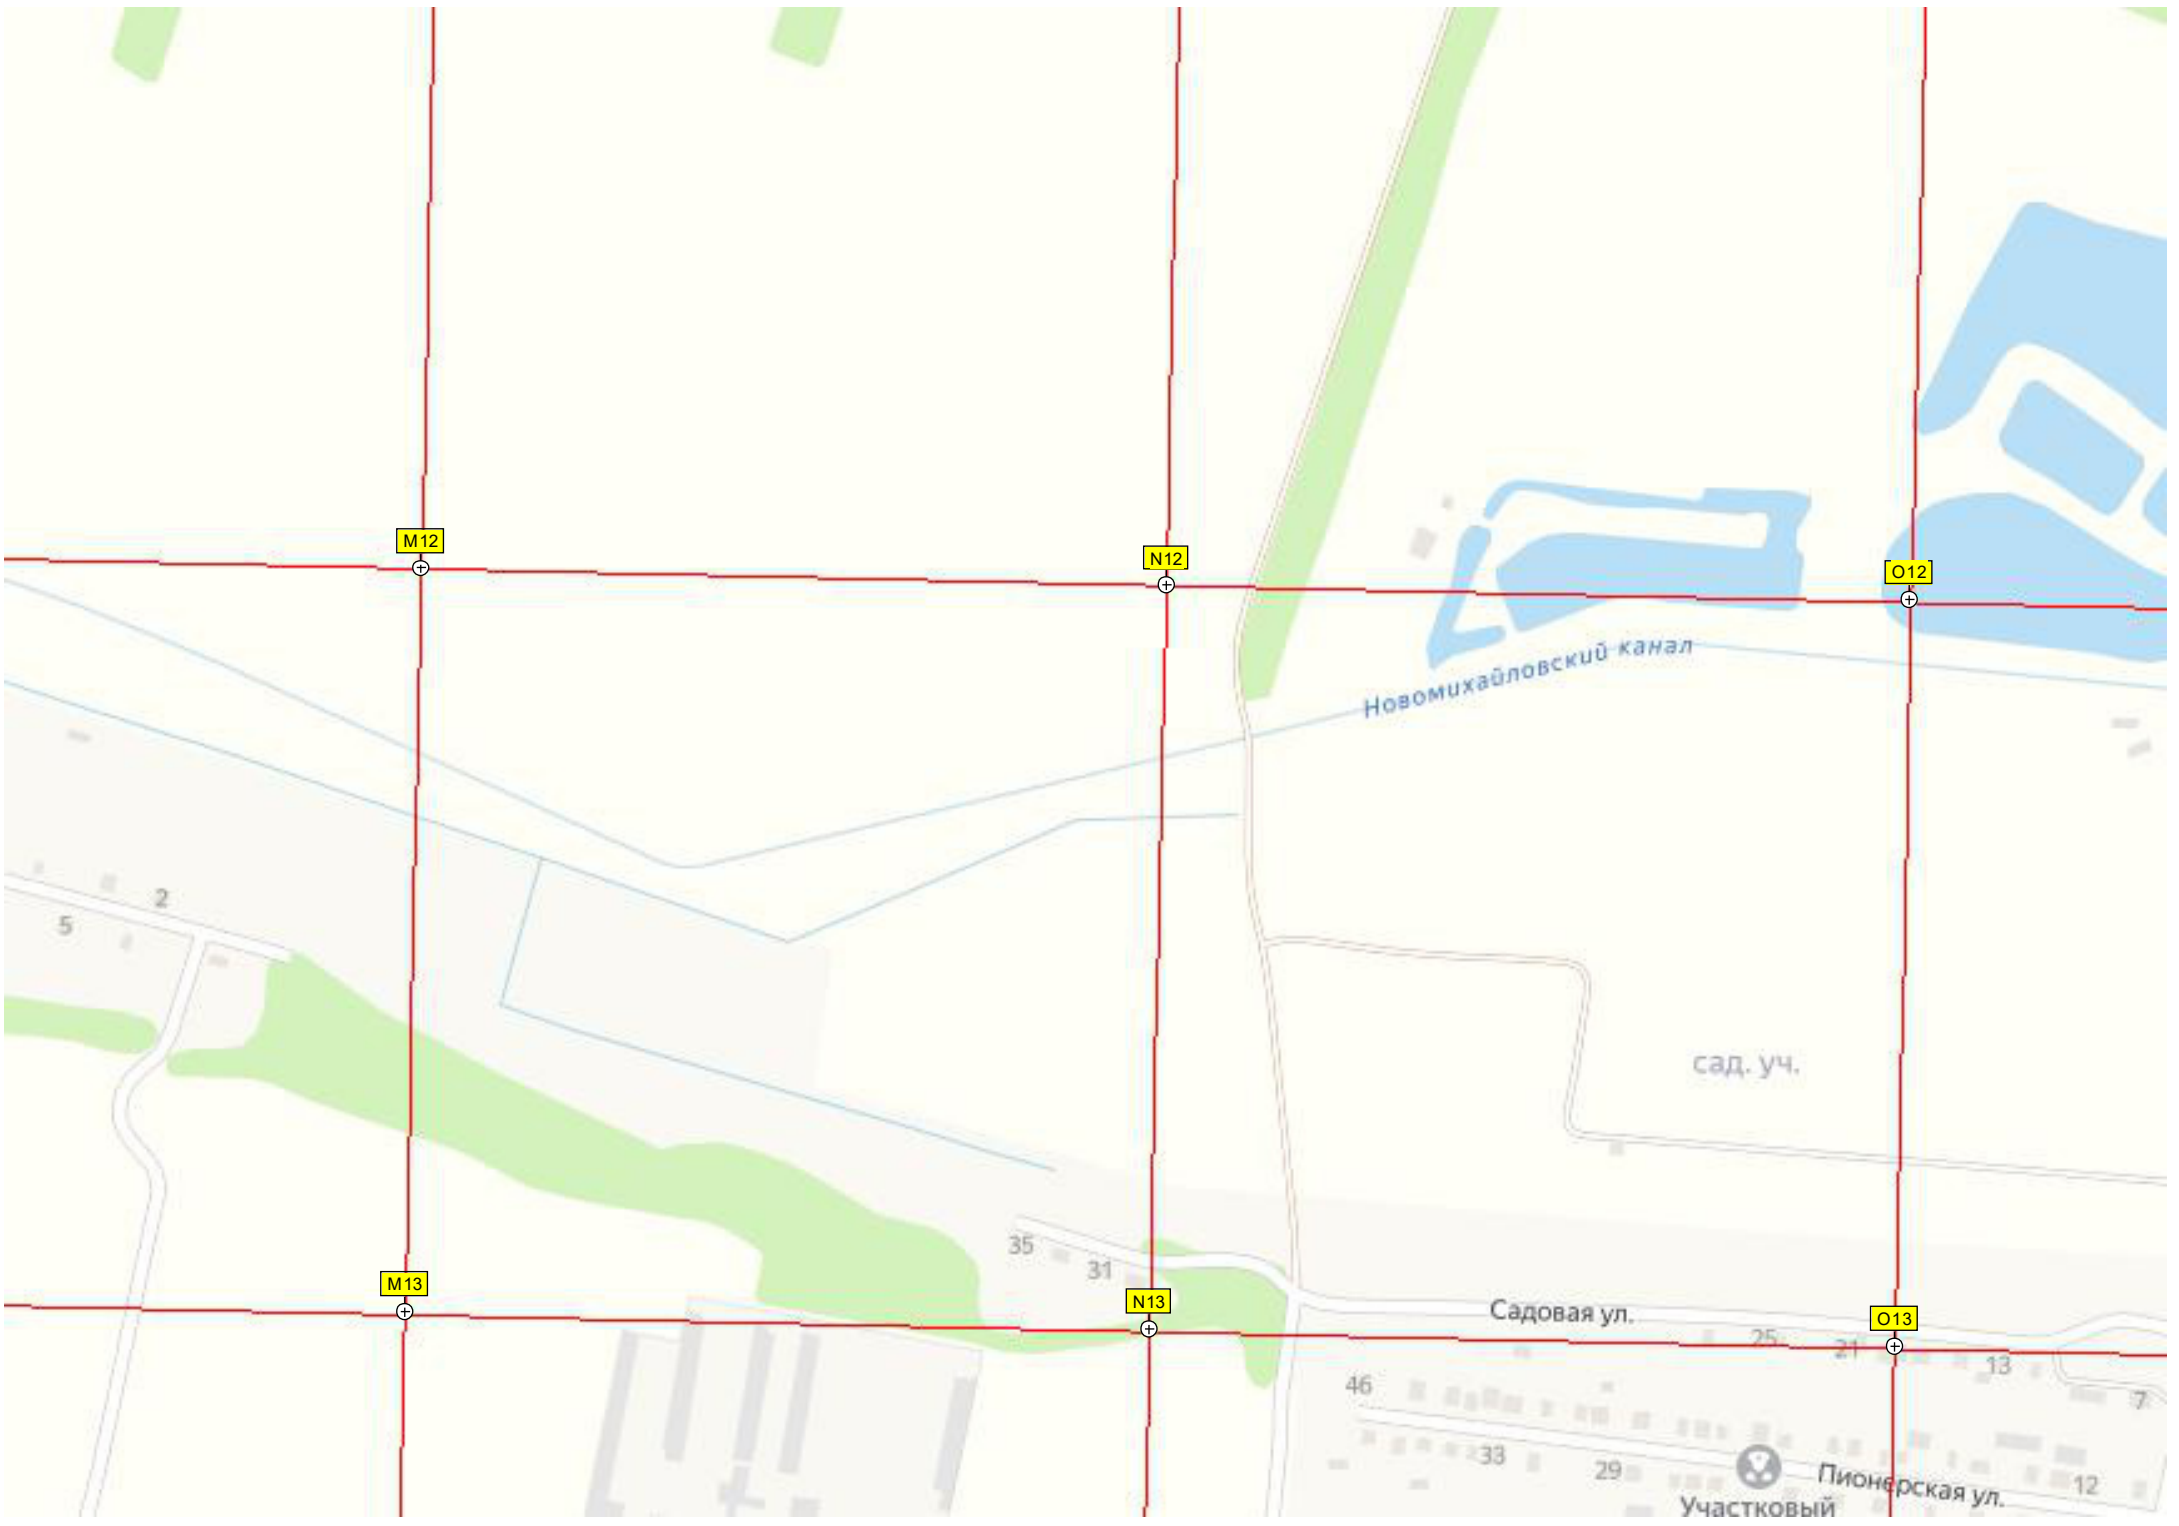 M12
N12
O12
Новомихайловский канал
2
5
сад. уч.
35
31
M13
N13
O13
Садовая ул.
25
21
13
46
7
33
29
12
Пионерская ул.
Участковый